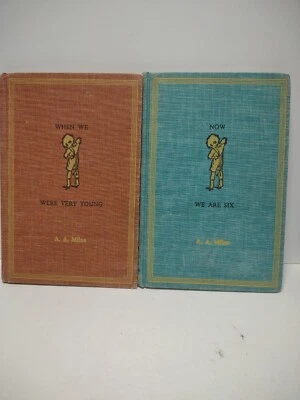 WHEN WE
WERE VERY YOUNG
A. A. Milne
NOW
WE ARE SIX
A. A. Milne